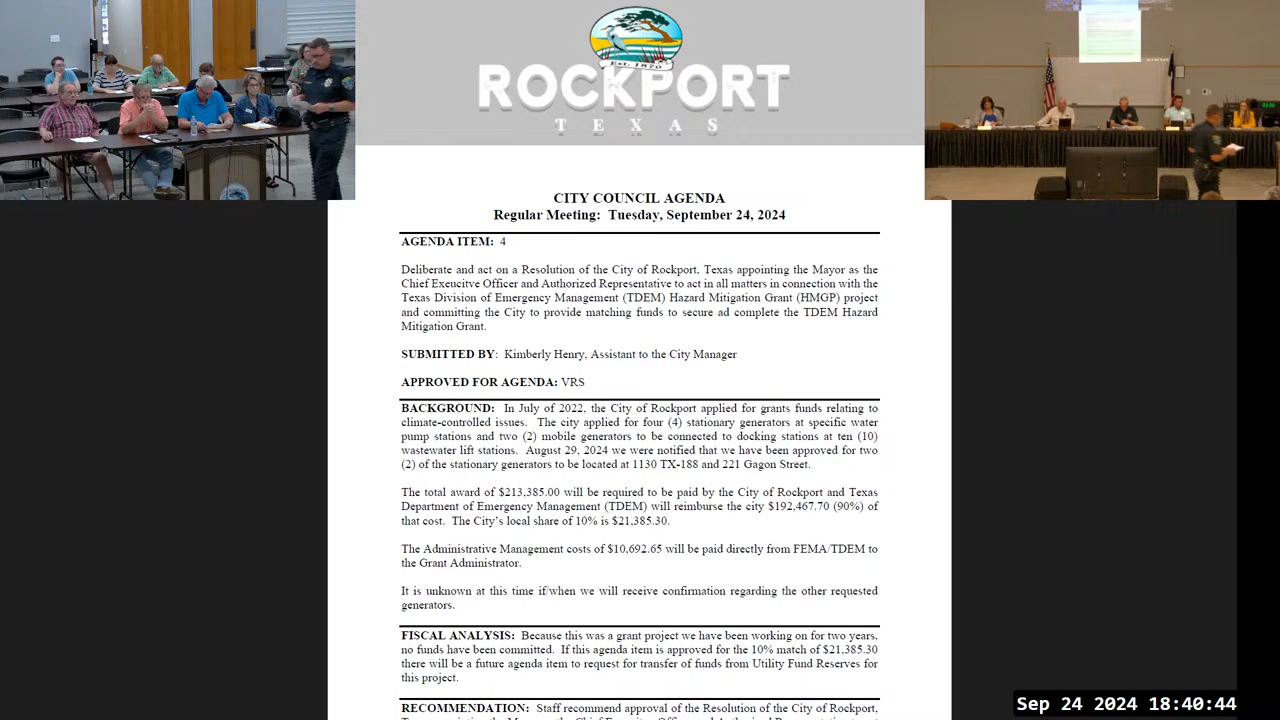 Est. 1870
ROCKPORT
TEXAS
CITY COUNCIL AGENDA
Regular Meeting: Tuesday, September 24, 2024
AGENDA ITEM: 4
Deliberate and act on a Resolution of the City of Rockport, Texas appointing the Mayor as the
Chief Exeucitve Officer and Authorized Representative to act in all matters in connection with the
Texas Division of Emergency Management (TDEM) Hazard Mitigation Grant (HMGP) project
and committing the City to provide matching funds to secure ad complete the TDEM Hazard
Mitigation Grant.
SUBMITTED BY: Kimberly Henry, Assistant to the City Manager
APPROVED FOR AGENDA: VRS
BACKGROUND: In July of 2022, the City of Rockport applied for grants funds relating to
climate-controlled issues. The city applied for four (4) stationary generators at specific water
pump stations and two (2) mobile generators to be connected to docking stations at ten (10)
wastewater lift stations. August 29, 2024 we were notified that we have been approved for two
(2) of the stationary generators to be located at 1130 TX-188 and 221 Gagon Street.
The total award of $213,385.00 will be required to be paid by the City of Rockport and Texas
Department of Emergency Management (TDEM) will reimburse the city $192,467.70 (90%) of
that cost. The City's local share of 10% is $21,385.30.
The Administrative Management costs of $10,692.65 will be paid directly from FEMA/TDEM to
the Grant Administrator.
It is unknown at this time if/when we will receive confirmation regarding the other requested
generators.
FISCAL ANALYSIS: Because this was a grant project we have been working on for two years,
no funds have been committed. If this agenda item is approved for the 10% match of $21,385.30
there will be a future agenda item to request for transfer of funds from Utility Fund Reserves for
this project.
RECOMMENDATION: Staff recommend approval of the Resolution of the City of Rockport,
Sep 24 2024 18:40:44